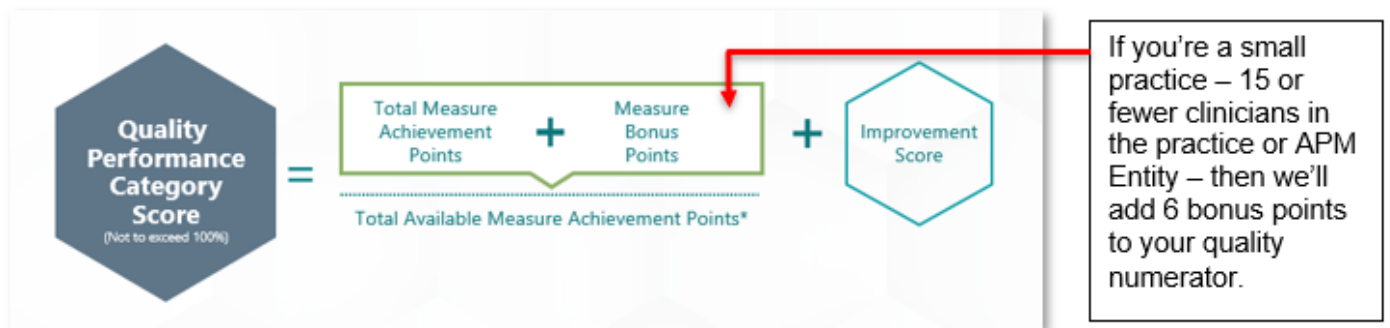 Quality
Performance
Category
Score
(Not to exceed 100%)
=
Total Measure
Achievement
Points
+
Measure
Bonus
Points
Total Available Measure Achievement Points*
+
Improvement
Score
If you’re a small
practice – 15 or
fewer clinicians in
the practice or APM
Entity – then we’ll
add 6 bonus points
to your quality
numerator.